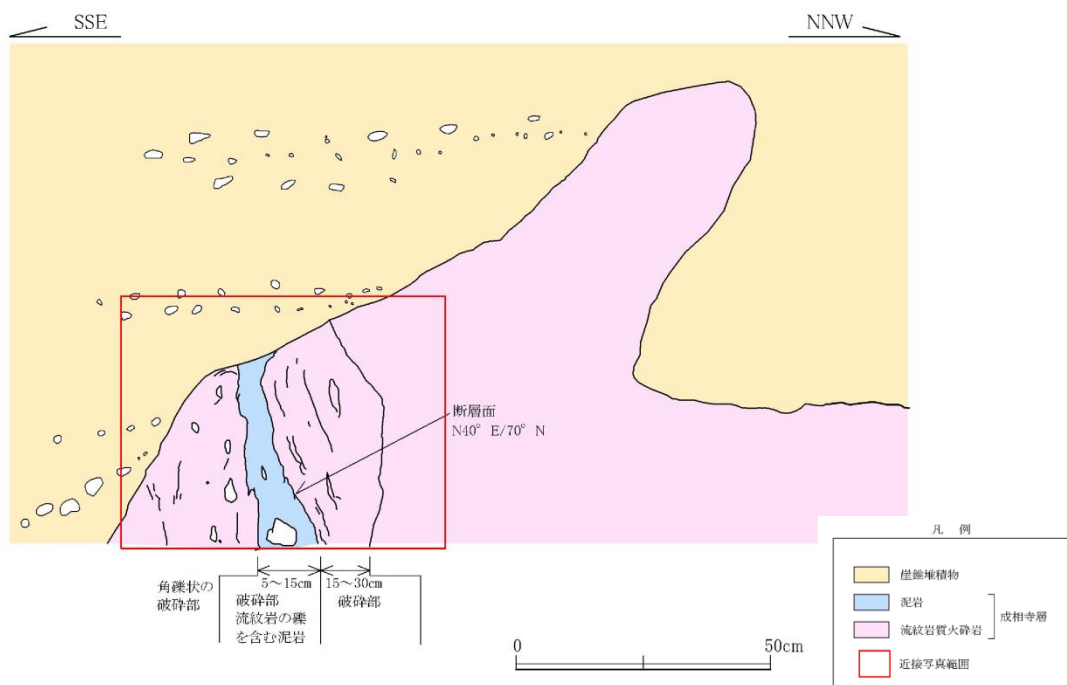 SSE
NNW
断層面
N40°E/70°N
角礫状の
破砕部
5～15cm
破砕部
流紋岩の礫
を含む泥岩
15～30cm
破砕部
0
50cm
凡 例
崖錐堆積物
泥岩
流紋岩質火砕岩
成相寺層
近接写真範囲